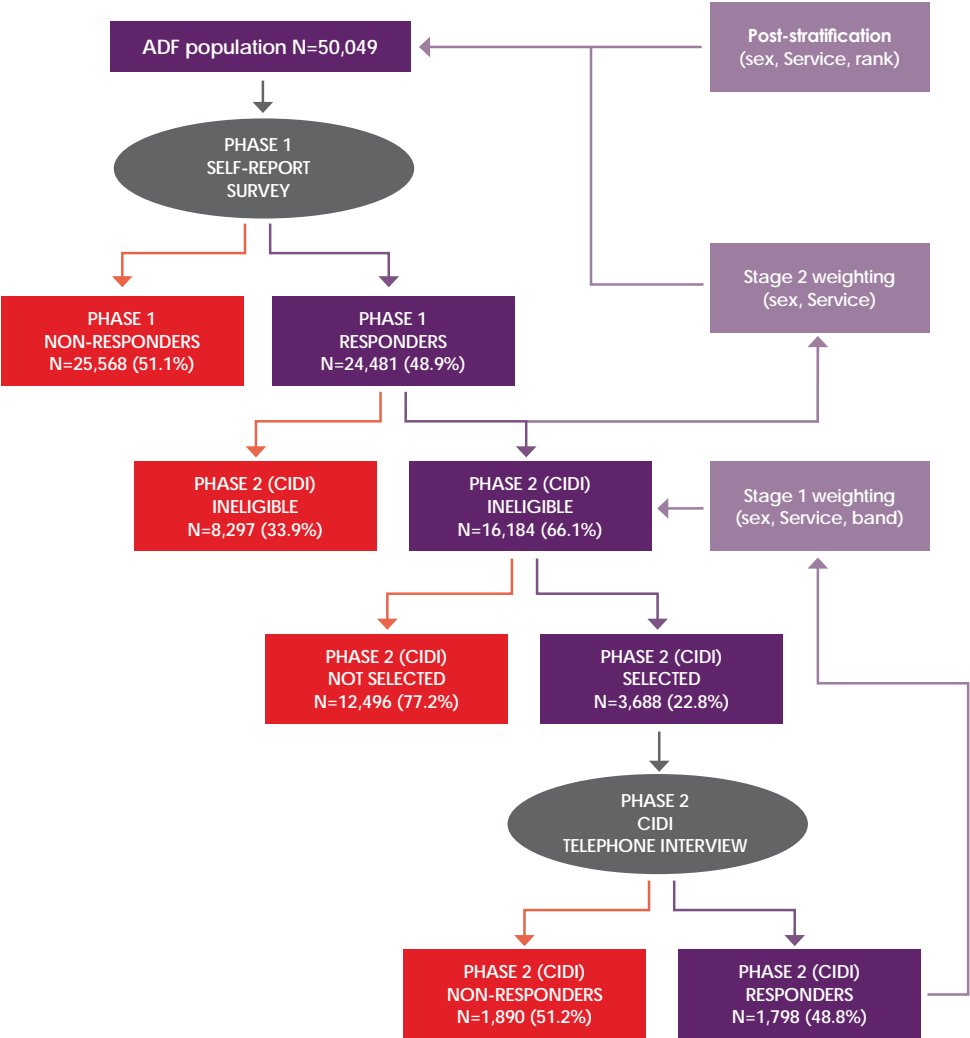 ADF population N=50,049
Post-stratification
(sex, Service, rank)
PHASE 1
SELF-REPORT
SURVEY
Stage 2 weighting
(sex, Service)
PHASE 1
NON-RESPONDERS
N=25,568 (51.1%)
PHASE 1
RESPONDERS
N=24,481 (48.9%)
PHASE 2 (CIDI)
INELIGIBLE
N=8,297 (33.9%)
PHASE 2 (CIDI)
INELIGIBLE
N=16,184 (66.1%)
Stage 1 weighting
(sex, Service, band)
PHASE 2 (CIDI)
NOT SELECTED
N=12,496 (77.2%)
PHASE 2 (CIDI)
SELECTED
N=3,688 (22.8%)
PHASE 2
CIDI
TELEPHONE INTERVIEW
PHASE 2 (CIDI)
NON-RESPONDERS
N=1,890 (51.2%)
PHASE 2 (CIDI)
RESPONDERS
N=1,798 (48.8%)